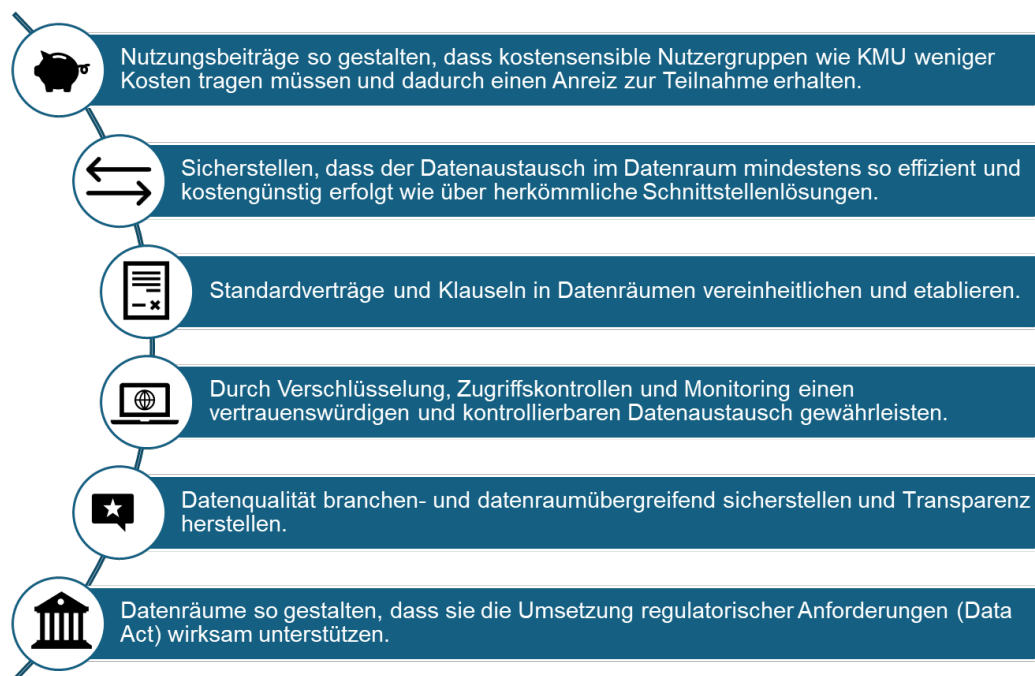 Nutzungsbeiträge so gestalten, dass kostensensible Nutzergruppen wie KMU weniger
Kosten tragen müssen und dadurch einen Anreiz zur Teilnahme erhalten.
Sicherstellen, dass der Datenaustausch im Datenraum mindestens so effizient und
kostengünstig erfolgt wie über herkömmliche Schnittstellenlösungen.
Standardverträge und Klauseln in Datenräumen vereinheitlichen und etablieren.
Durch Verschlüsselung, Zugriffskontrollen und Monitoring einen
vertrauenswürdigen und kontrollierbaren Datenaustausch gewährleisten.
Datenqualität branchen- und datenraumübergreifend sicherstellen und Transparenz
herstellen.
Datenräume so gestalten, dass sie die Umsetzung regulatorischer Anforderungen (Data
Act) wirksam unterstützen.